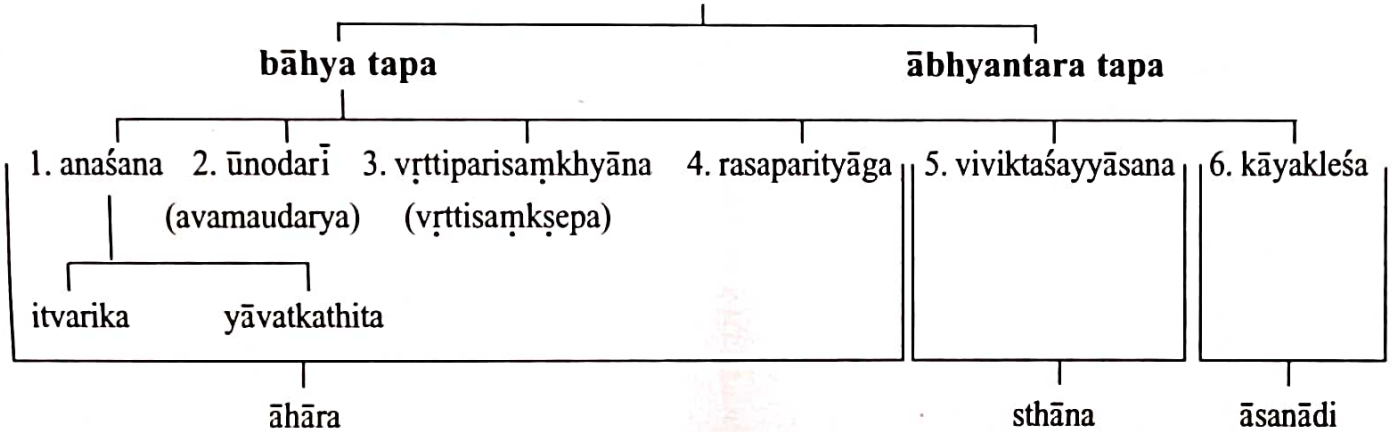 bāhya tapa ābhyantara tapa
1. anaśana 2. ūnodarī 3. vṛttiparisaṃkhyāna 4. rasaparityāga 5. viviktaśayyāsana 6. kāyakleśa
(avamaudarya) (vṛttisaṃkṣepa)
itvarika yāvatkathita
āhāra sthāna āsanādi